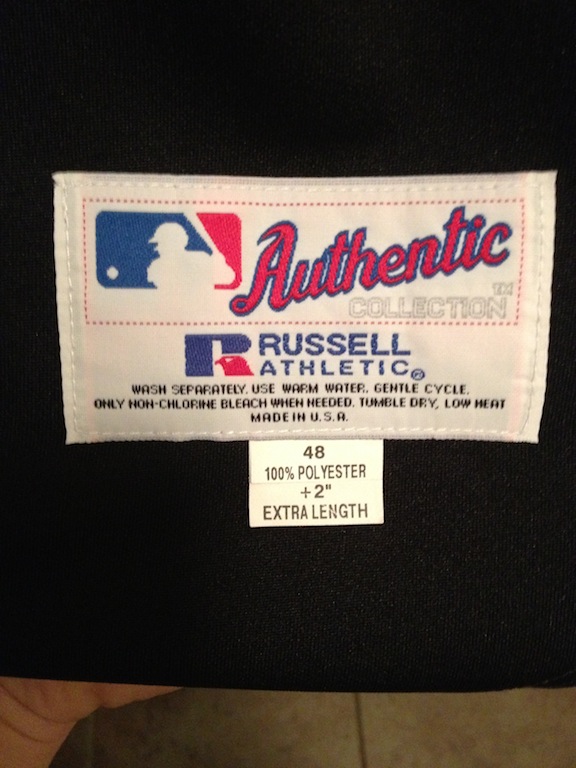 Authentic
COLLECTION™
RUSSELL
ATHLETIC®
WASH SEPARATELY. USE WARM WATER. GENTLE CYCLE.
ONLY NON-CHLORINE BLEACH WHEN NEEDED. TUMBLE DRY, LOW HEAT
MADE IN U.S.A.
48
100% POLYESTER
+2"
EXTRA LENGTH